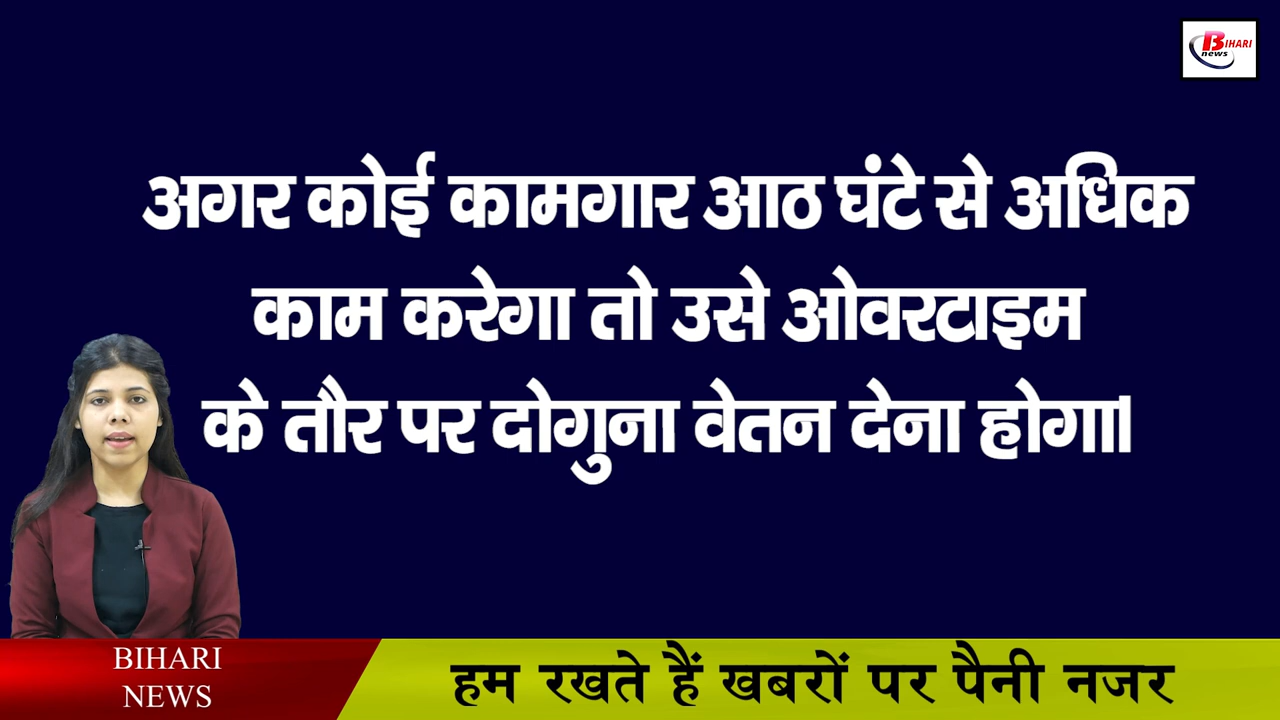 BIHARI
news
अगर कोई कामगार आठ घंटे से अधिक
काम करेगा तो उसे ओवरटाइम
के तौर पर दोगुना वेतन देना होगा।
BIHARI
NEWS
हम रखते हैं खबरों पर पैनी नजर